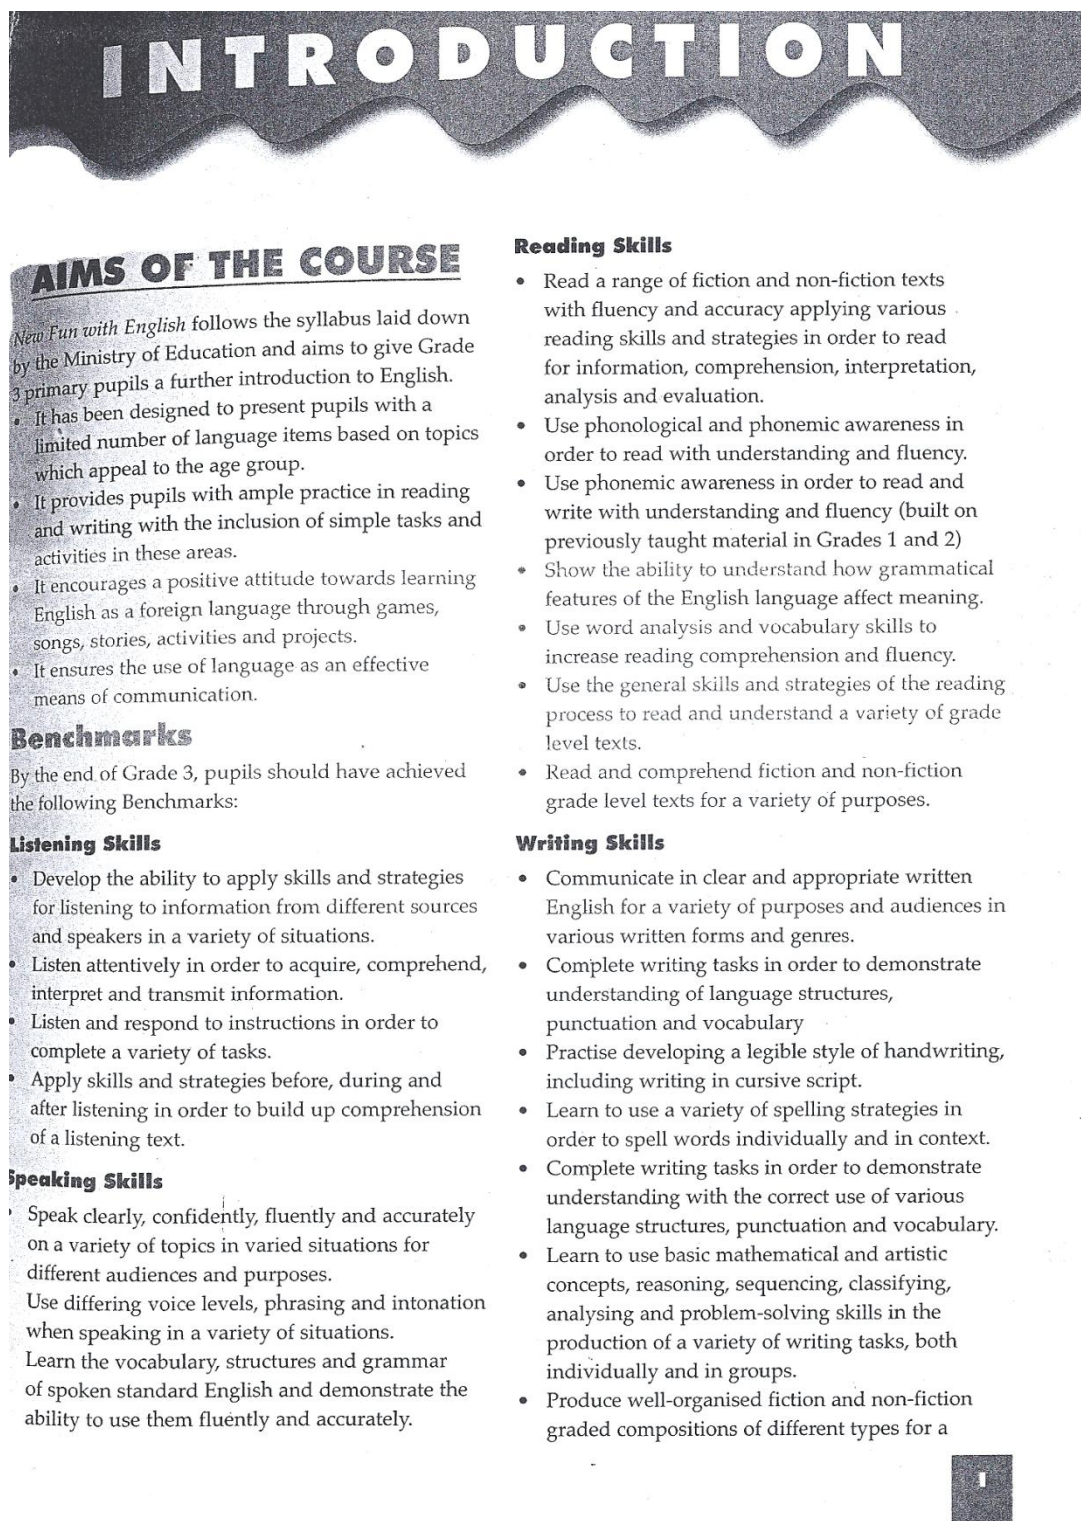 INTRODUCTION
AIMS OF THE COURSE
New Fun with English follows the syllabus laid down
by the Ministry of Education and aims to give Grade
3 primary pupils a further introduction to English.
• It has been designed to present pupils with a
limited number of language items based on topics
which appeal to the age group.
• It provides pupils with ample practice in reading
and writing with the inclusion of simple tasks and
activities in these areas.
• It encourages a positive attitude towards learning
English as a foreign language through games,
songs, stories, activities and projects.
• It ensures the use of language as an effective
means of communication.
Benchmarks
By the end of Grade 3, pupils should have achieved
the following Benchmarks:
Listening Skills
• Develop the ability to apply skills and strategies
for listening to information from different sources
and speakers in a variety of situations.
• Listen attentively in order to acquire, comprehend,
interpret and transmit information.
• Listen and respond to instructions in order to
complete a variety of tasks.
• Apply skills and strategies before, during and
after listening in order to build up comprehension
of a listening text.
Speaking Skills
• Speak clearly, confidently, fluently and accurately
on a variety of topics in varied situations for
different audiences and purposes.
Use differing voice levels, phrasing and intonation
when speaking in a variety of situations.
Learn the vocabulary, structures and grammar
of spoken standard English and demonstrate the
ability to use them fluently and accurately.
Reading Skills
• Read a range of fiction and non-fiction texts
with fluency and accuracy applying various
reading skills and strategies in order to read
for information, comprehension, interpretation,
analysis and evaluation.
• Use phonological and phonemic awareness in
order to read with understanding and fluency.
• Use phonemic awareness in order to read and
write with understanding and fluency (built on
previously taught material in Grades 1 and 2)
• Show the ability to understand how grammatical
features of the English language affect meaning.
• Use word analysis and vocabulary skills to
increase reading comprehension and fluency.
• Use the general skills and strategies of the reading
process to read and understand a variety of grade
level texts.
• Read and comprehend fiction and non-fiction
grade level texts for a variety of purposes.
Writing Skills
• Communicate in clear and appropriate written
English for a variety of purposes and audiences in
various written forms and genres.
• Complete writing tasks in order to demonstrate
understanding of language structures,
punctuation and vocabulary
• Practise developing a legible style of handwriting,
including writing in cursive script.
• Learn to use a variety of spelling strategies in
order to spell words individually and in context.
• Complete writing tasks in order to demonstrate
understanding with the correct use of various
language structures, punctuation and vocabulary.
• Learn to use basic mathematical and artistic
concepts, reasoning, sequencing, classifying,
analysing and problem-solving skills in the
production of a variety of writing tasks, both
individually and in groups.
• Produce well-organised fiction and non-fiction
graded compositions of different types for a
1